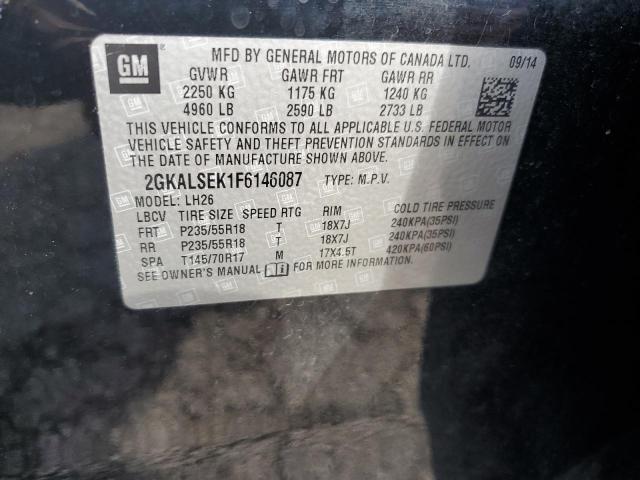 GM
MFD BY GENERAL MOTORS OF CANADA LTD. 09/14
GVWR GAWR FRT GAWR RR
2250 KG 1175 KG 1240 KG
4960 LB 2590 LB 2733 LB
THIS VEHICLE CONFORMS TO ALL APPLICABLE U.S. FEDERAL MOTOR
VEHICLE SAFETY AND THEFT PREVENTION STANDARDS IN EFFECT ON
THE DATE OF MANUFACTURE SHOWN ABOVE.
2GKALSEK1F6146087 TYPE: M.P.V.
MODEL: LH26
LBCV TIRE SIZE SPEED RTG RIM COLD TIRE PRESSURE
FRT P235/55R18 T 18X7J 240KPA(35PSI)
RR P235/55R18 T 18X7J 240KPA(35PSI)
SPA T145/70R17 M 17X4.5T 420KPA(60PSI)
SEE OWNER'S MANUAL FOR MORE INFORMATION.